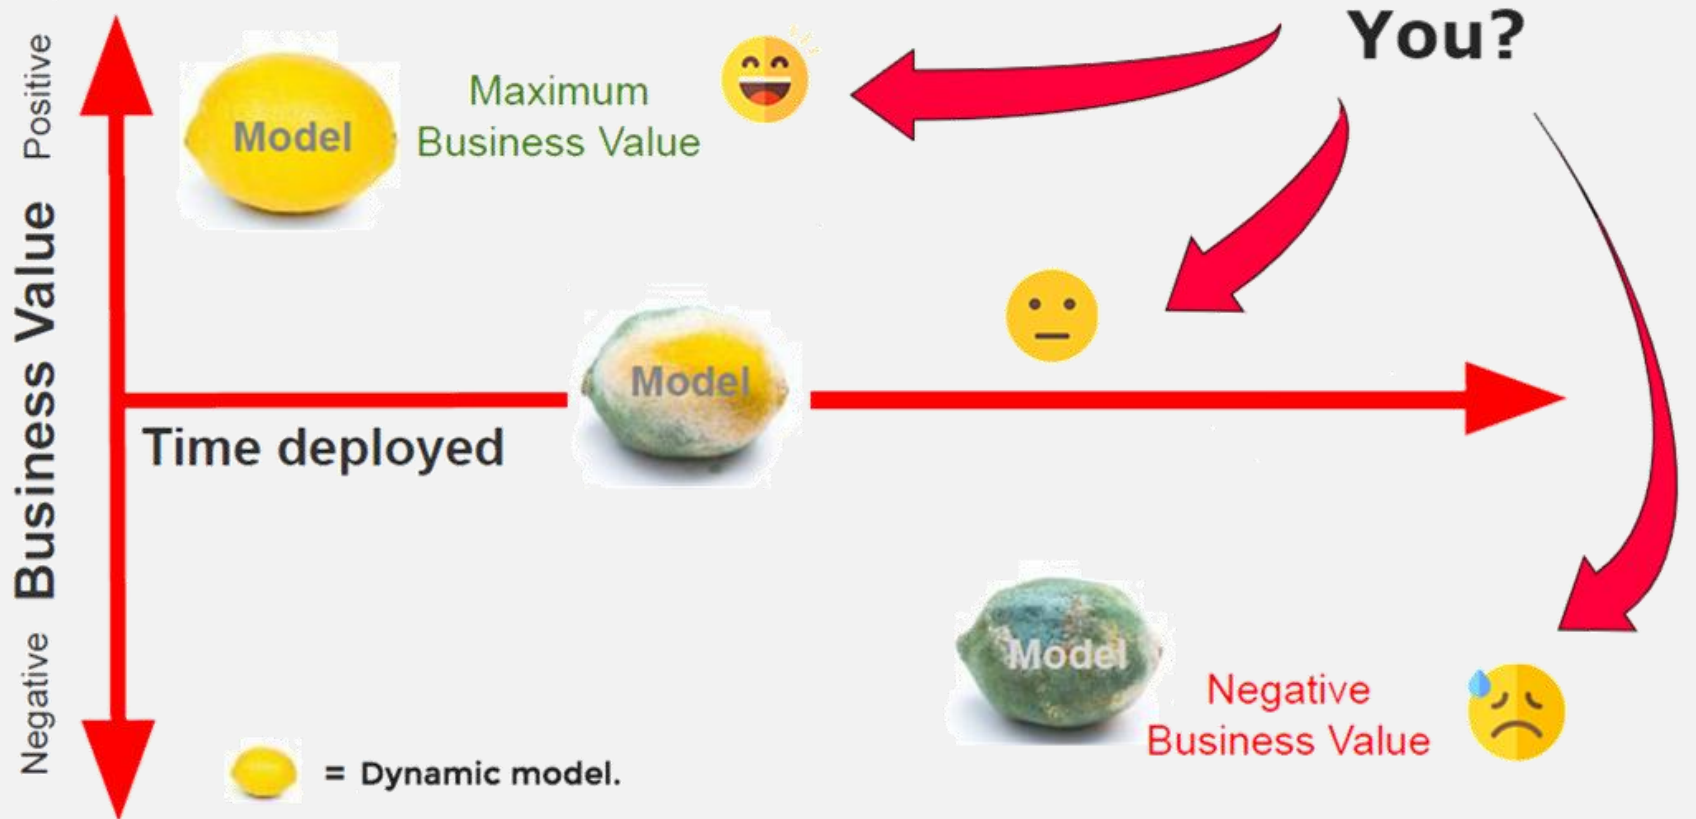 You?
Positive
Business Value
Negative
Model
Maximum
Business Value
Model
Time deployed
Model
Negative
Business Value
= Dynamic model.